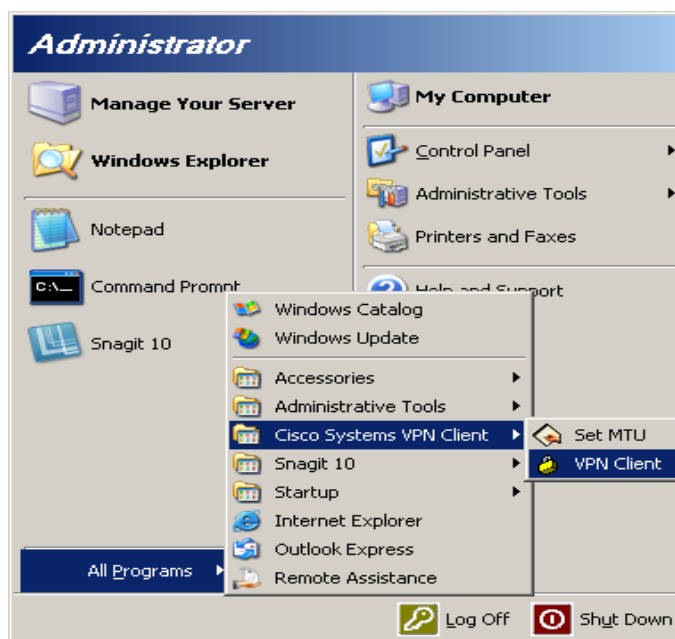 Administrator
Manage Your Server
Windows Explorer
Notepad
C:\_
Command Prompt
Snagit 10
My Computer
Control Panel
Administrative Tools
Printers and Faxes
Help and Support
Windows Catalog
Windows Update
Accessories
Administrative Tools
Cisco Systems VPN Client
Snagit 10
Startup
Internet Explorer
Outlook Express
Remote Assistance
Set MTU
VPN Client
All Programs
Log Off
Shut Down